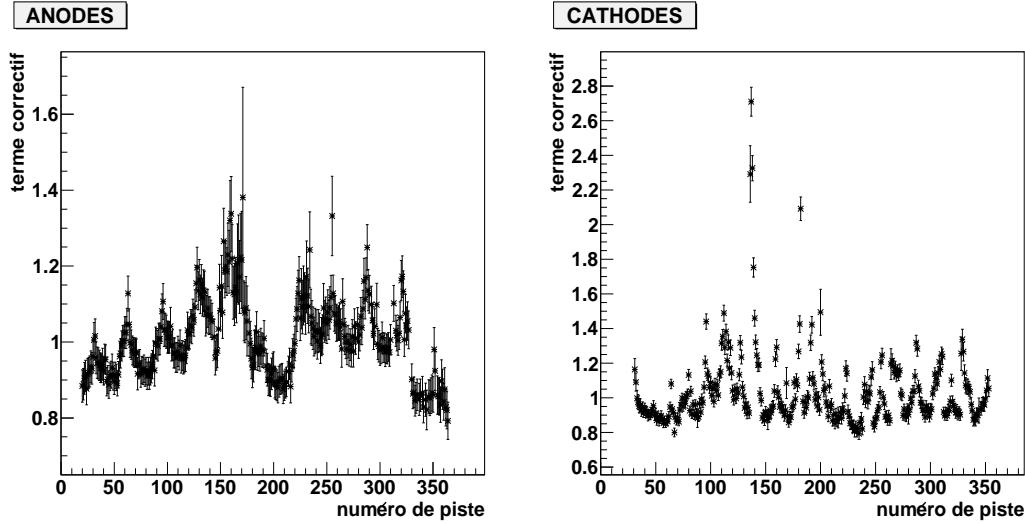 ANODES
terme correctif
1.6
1.4
1.2
1
0.8
0 50 100 150 200 250 300 350
numéro de piste
CATHODES
terme correctif
2.8
2.6
2.4
2.2
2
1.8
1.6
1.4
1.2
1
0.8
0.6
0 50 100 150 200 250 300 350
numéro de piste